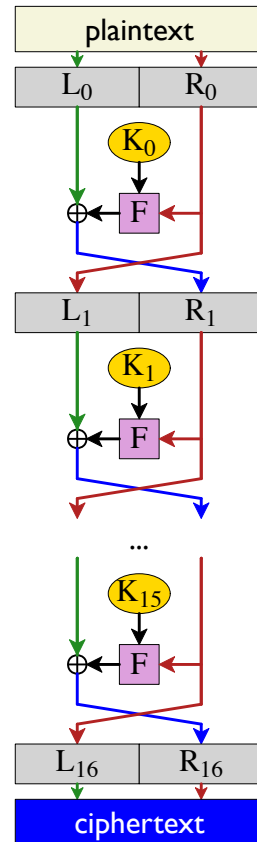 plaintext
L0 R0
K0
F
L1 R1
K1
F
...
K15
F
L16 R16
ciphertext